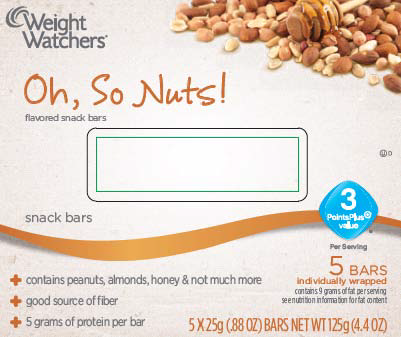 Weight
Watchers®
Oh, So Nuts!
flavored snack bars
snack bars
3
PointsPlus®
value
Per Serving
5 BARS
individually wrapped
contains 9 grams of fat per serving
see nutrition information for fat content
+ contains peanuts, almonds, honey & not much more
+ good source of fiber
+ 5 grams of protein per bar
5 X 25g (.88 OZ) BARS NET WT 125g (4.4 OZ)